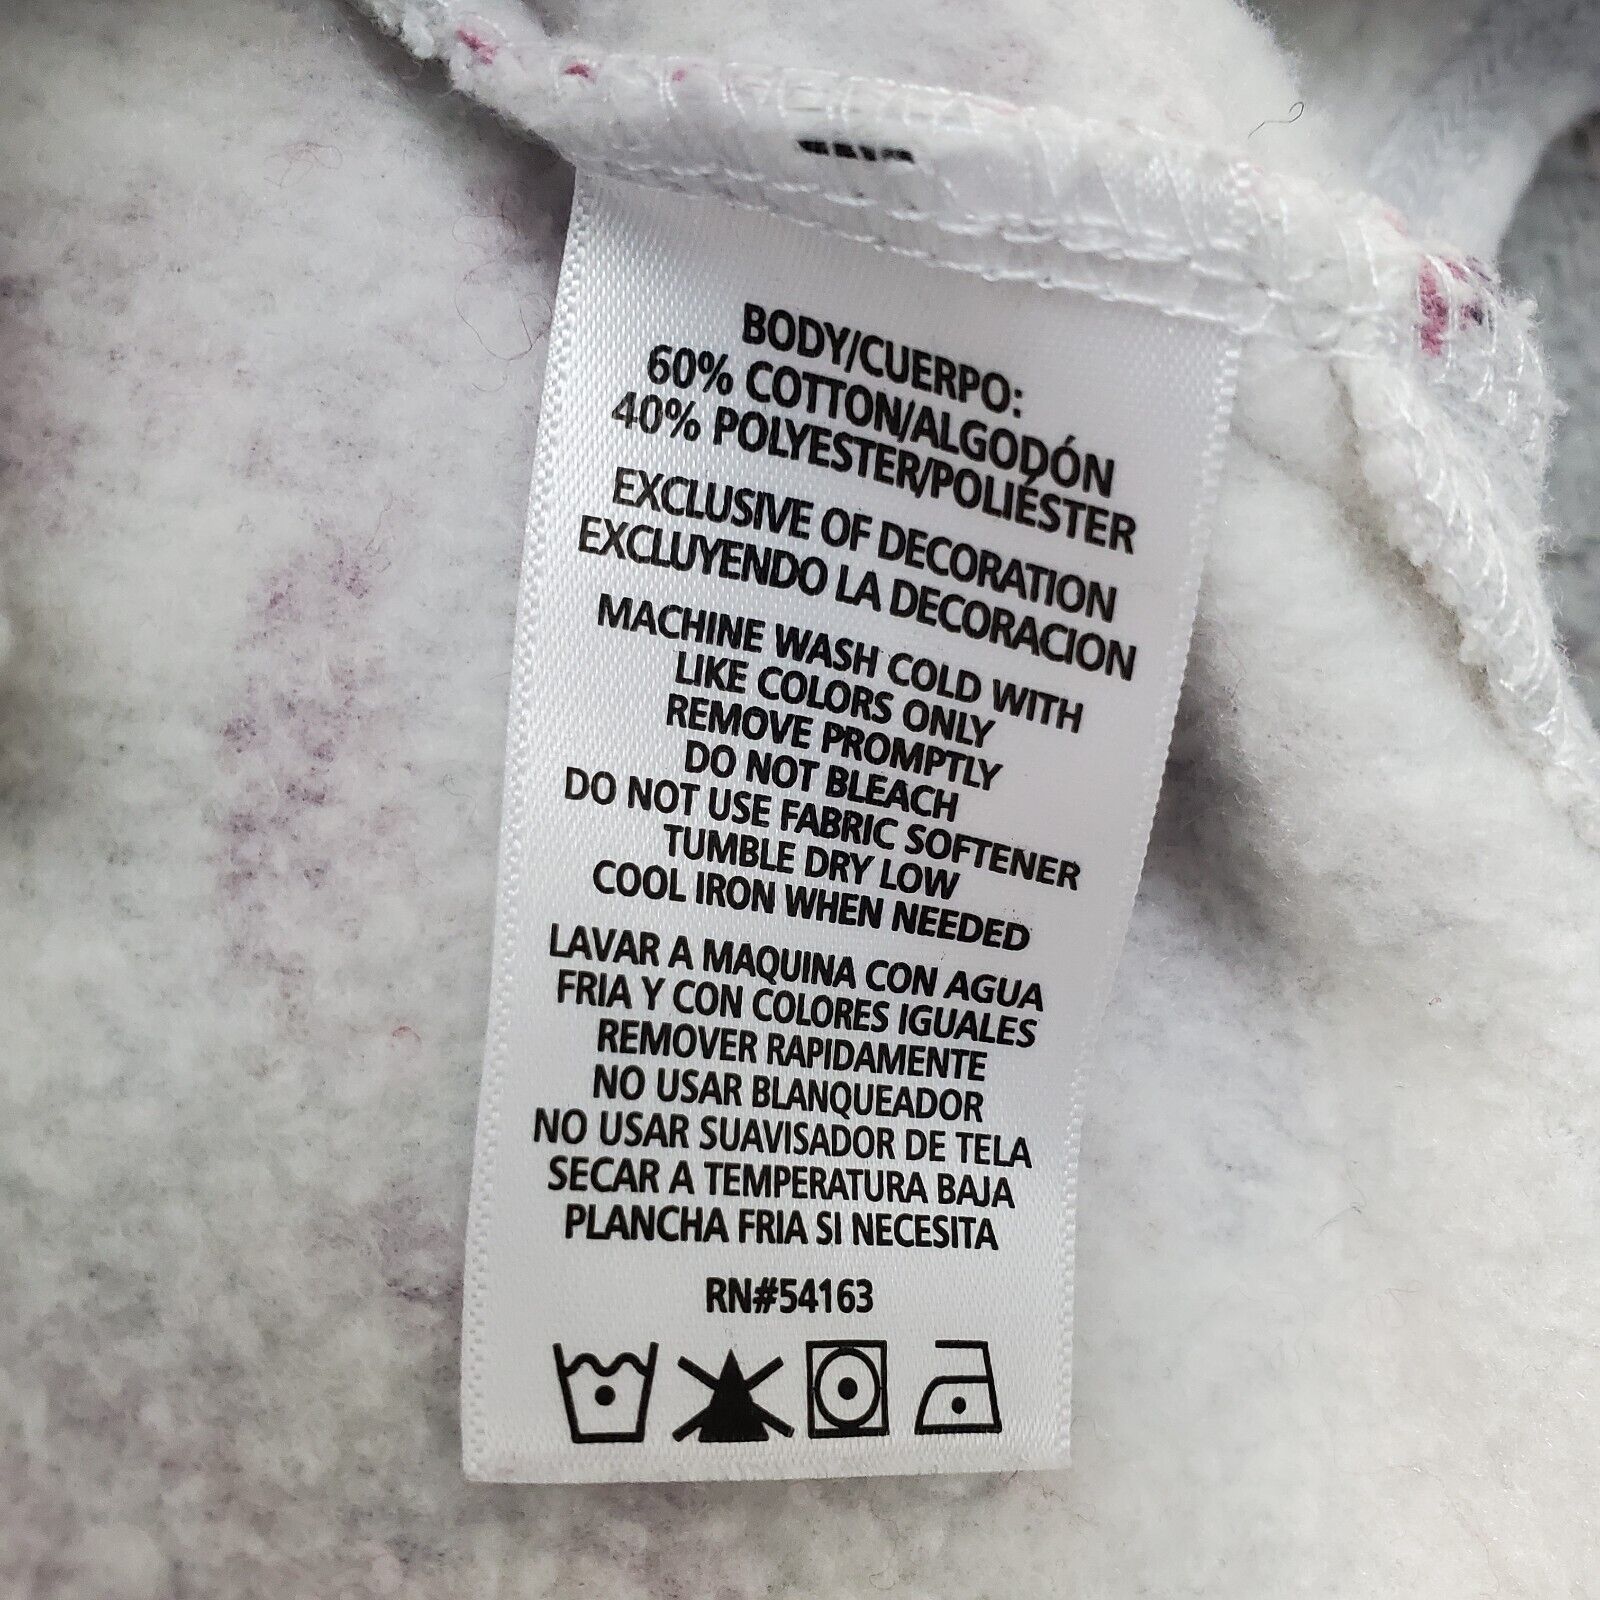 BODY/CUERPO:
60% COTTON/ALGODÓN
40% POLYESTER/POLIÉSTER
EXCLUSIVE OF DECORATION
EXCLUYENDO LA DECORACION
MACHINE WASH COLD WITH
LIKE COLORS ONLY
REMOVE PROMPTLY
DO NOT BLEACH
DO NOT USE FABRIC SOFTENER
TUMBLE DRY LOW
COOL IRON WHEN NEEDED
LAVAR A MAQUINA CON AGUA
FRIA Y CON COLORES IGUALES
REMOVER RAPIDAMENTE
NO USAR BLANQUEADOR
NO USAR SUAVISADOR DE TELA
SECAR A TEMPERATURA BAJA
PLANCHA FRIA SI NECESITA
RN#54163